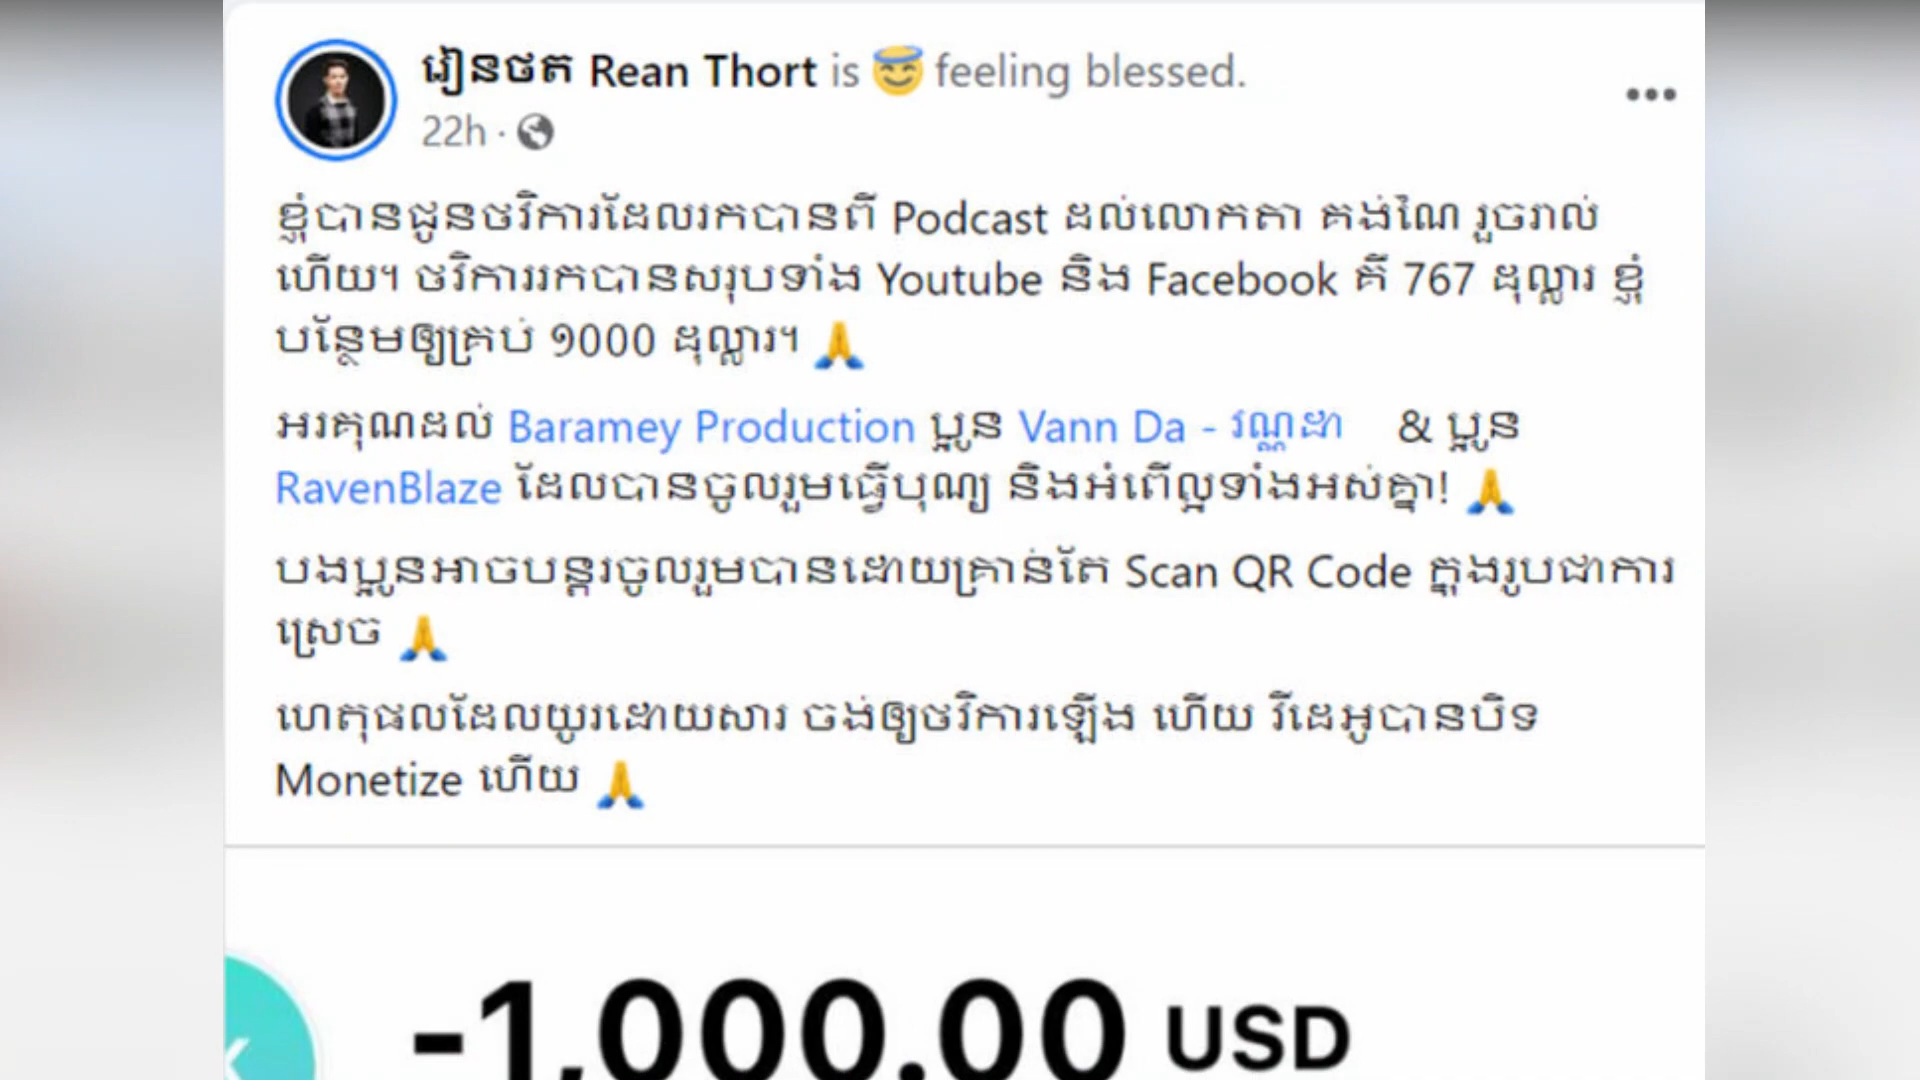 រៀនថត Rean Thort is feeling blessed.
22h ·
ខ្ញុំបានជូនថវិការដែលរកបានពី Podcast ដល់លោកតា គង់ណៃ រួចរាល់
ហើយ។ ថវិការរកបានសរុបទាំង Youtube និង Facebook គឺ 767 ដុល្លារ ខ្ញុំ
បន្ថែមឲ្យគ្រប់ ១000 ដុល្លារ។ 🙏
អរគុណដល់ Baramey Production ប្អូន Vann Da - វណ្ណដា & ប្អូន
RavenBlaze ដែលបានចូលរួមធ្វើបុណ្យ និងអំពើល្អទាំងអស់គ្នា! 🙏
បងប្អូនអាចបន្តរចូលរួមបានដោយគ្រាន់តែ Scan QR Code ក្នុងរូបជាការ
ស្រេច 🙏
ហេតុផលដែលយូរដោយសារ ចង់ឲ្យថវិការឡើង ហើយ វីដេអូបានបិទ
Monetize ហើយ 🙏
-1,000.00 USD